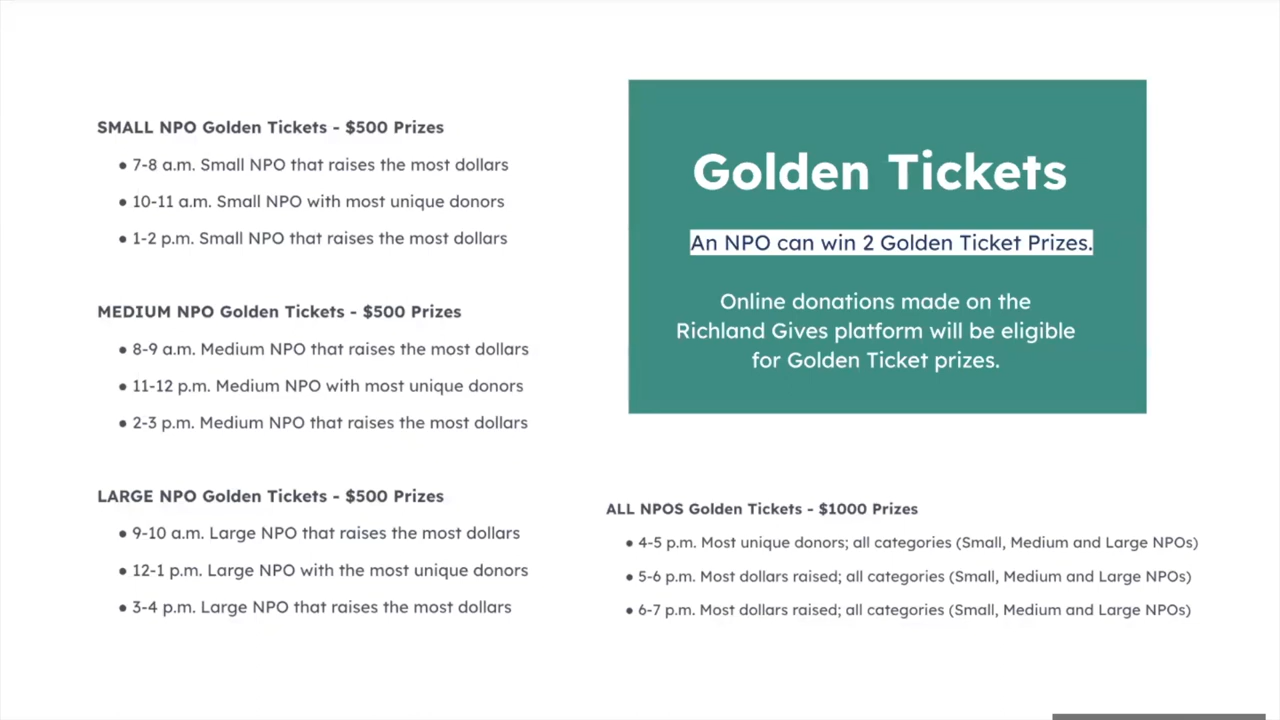 SMALL NPO Golden Tickets - $500 Prizes
● 7-8 a.m. Small NPO that raises the most dollars
● 10-11 a.m. Small NPO with most unique donors
● 1-2 p.m. Small NPO that raises the most dollars
MEDIUM NPO Golden Tickets - $500 Prizes
● 8-9 a.m. Medium NPO that raises the most dollars
● 11-12 p.m. Medium NPO with most unique donors
● 2-3 p.m. Medium NPO that raises the most dollars
LARGE NPO Golden Tickets - $500 Prizes
● 9-10 a.m. Large NPO that raises the most dollars
● 12-1 p.m. Large NPO with the most unique donors
● 3-4 p.m. Large NPO that raises the most dollars
Golden Tickets
An NPO can win 2 Golden Ticket Prizes.
Online donations made on the
Richland Gives platform will be eligible
for Golden Ticket prizes.
ALL NPOS Golden Tickets - $1000 Prizes
● 4-5 p.m. Most unique donors; all categories (Small, Medium and Large NPOs)
● 5-6 p.m. Most dollars raised; all categories (Small, Medium and Large NPOs)
● 6-7 p.m. Most dollars raised; all categories (Small, Medium and Large NPOs)